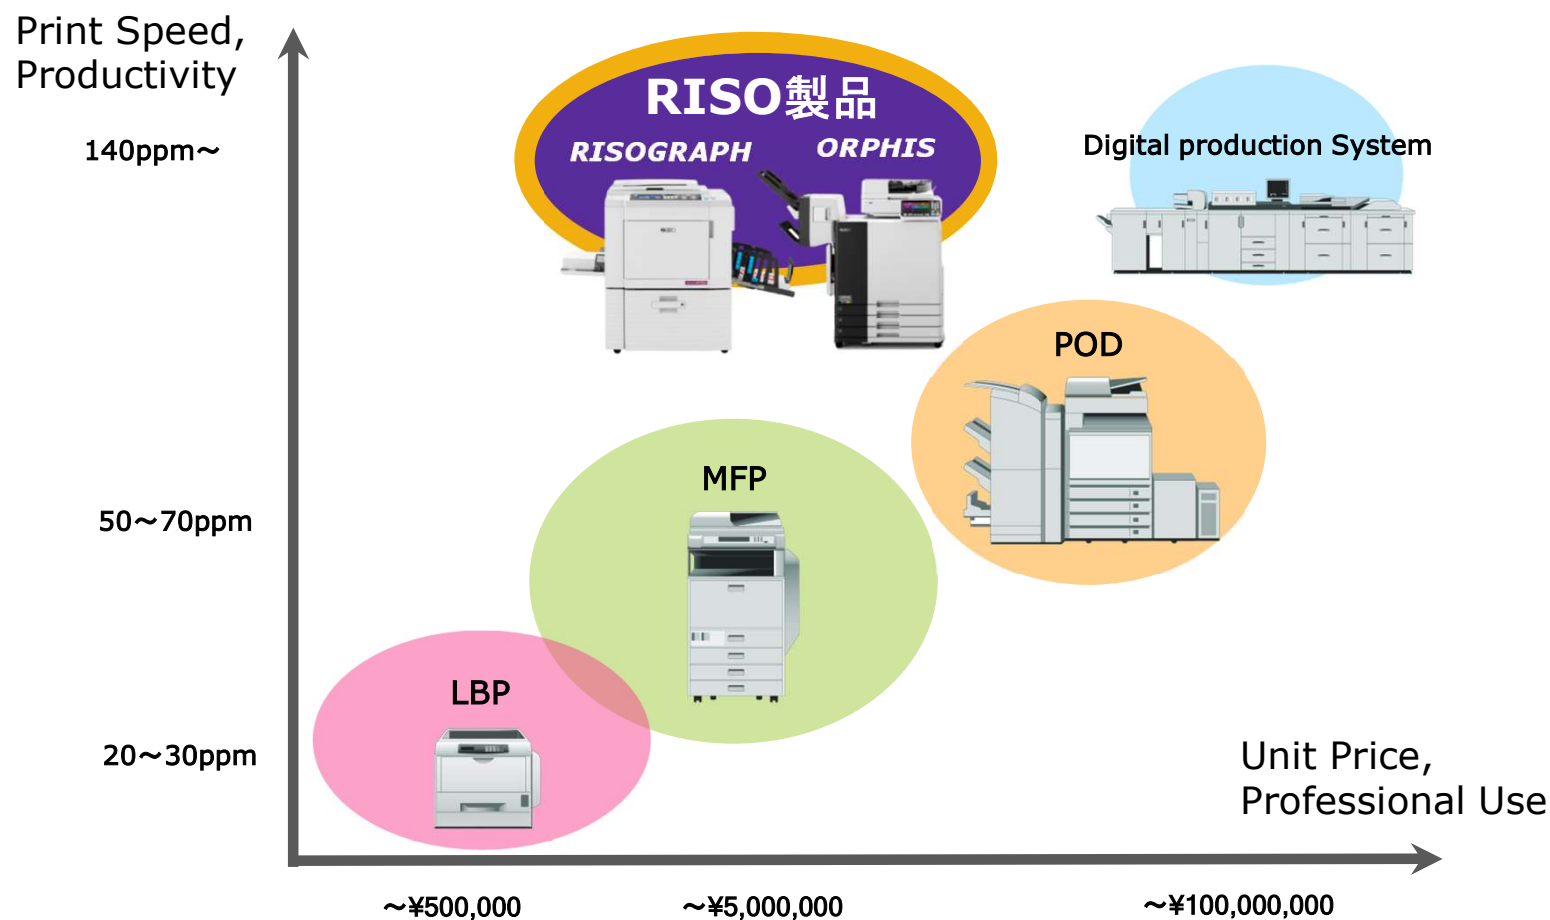 Print Speed,
Productivity
RISO製品
RISOGRAPH
ORPHIS
140ppm～
Digital production System
POD
MFP
50～70ppm
LBP
20～30ppm
Unit Price,
Professional Use
～¥500,000
～¥5,000,000
～¥100,000,000